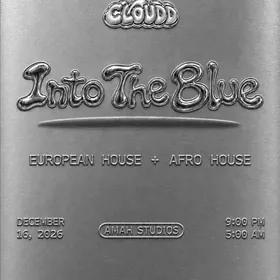 CLOUDD
Into The Blue
EUROPEAN HOUSE + AFRO HOUSE
DECEMBER
16, 2026
AMAH STUDIOS
9:00 PM
5:00 AM